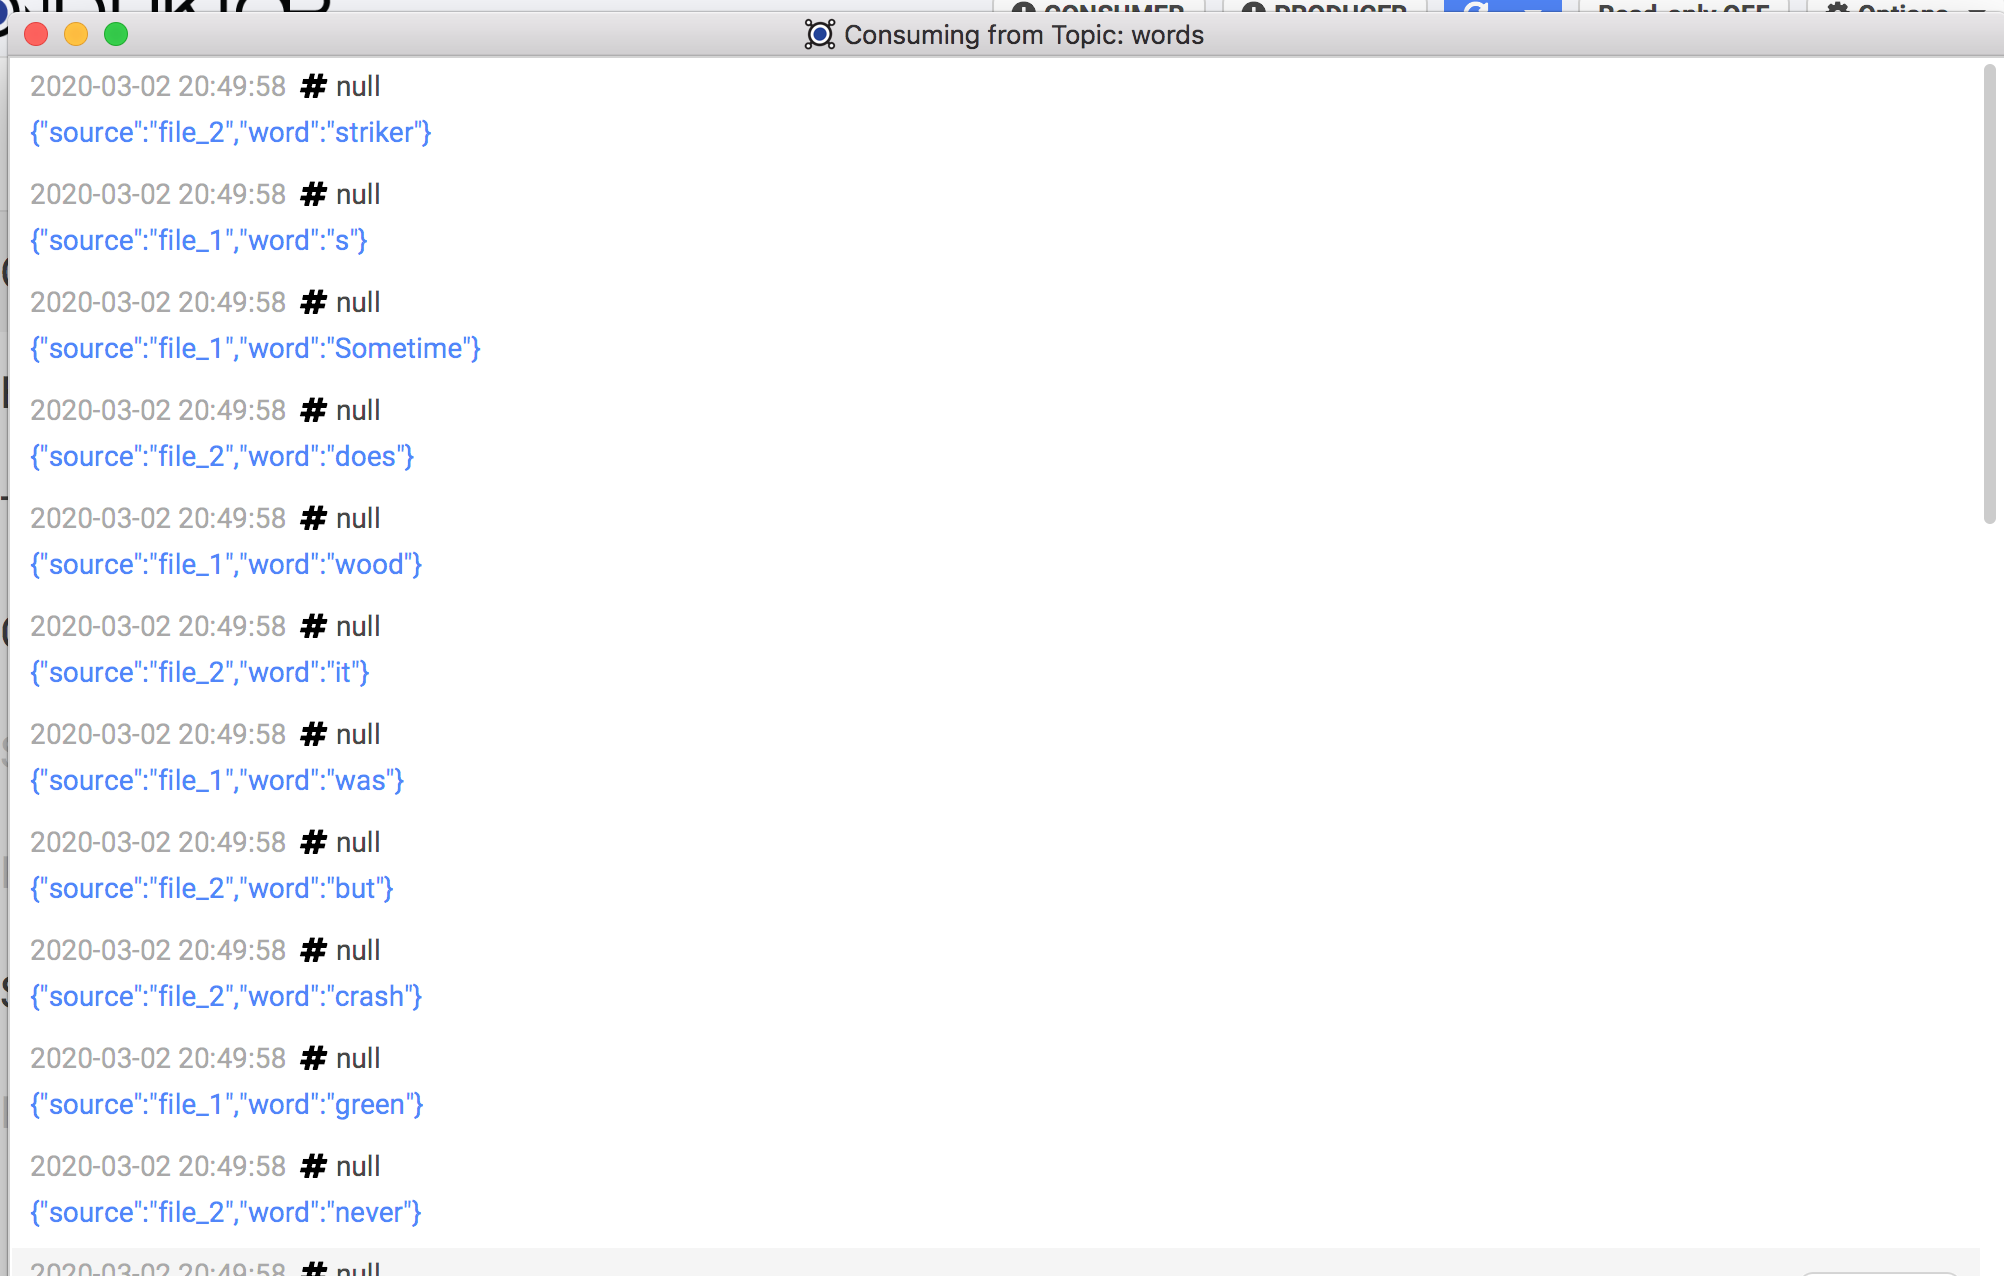 CONSUMER PRODUCER Read-only OFF Options
Consuming from Topic: words
2020-03-02 20:49:58 # null
{"source":"file_2","word":"striker"}
2020-03-02 20:49:58 # null
{"source":"file_1","word":"s"}
2020-03-02 20:49:58 # null
{"source":"file_1","word":"Sometime"}
2020-03-02 20:49:58 # null
{"source":"file_2","word":"does"}
2020-03-02 20:49:58 # null
{"source":"file_1","word":"wood"}
2020-03-02 20:49:58 # null
{"source":"file_2","word":"it"}
2020-03-02 20:49:58 # null
{"source":"file_1","word":"was"}
2020-03-02 20:49:58 # null
{"source":"file_2","word":"but"}
2020-03-02 20:49:58 # null
{"source":"file_2","word":"crash"}
2020-03-02 20:49:58 # null
{"source":"file_1","word":"green"}
2020-03-02 20:49:58 # null
{"source":"file_2","word":"never"}
2020-03-02 20:49:58 # null